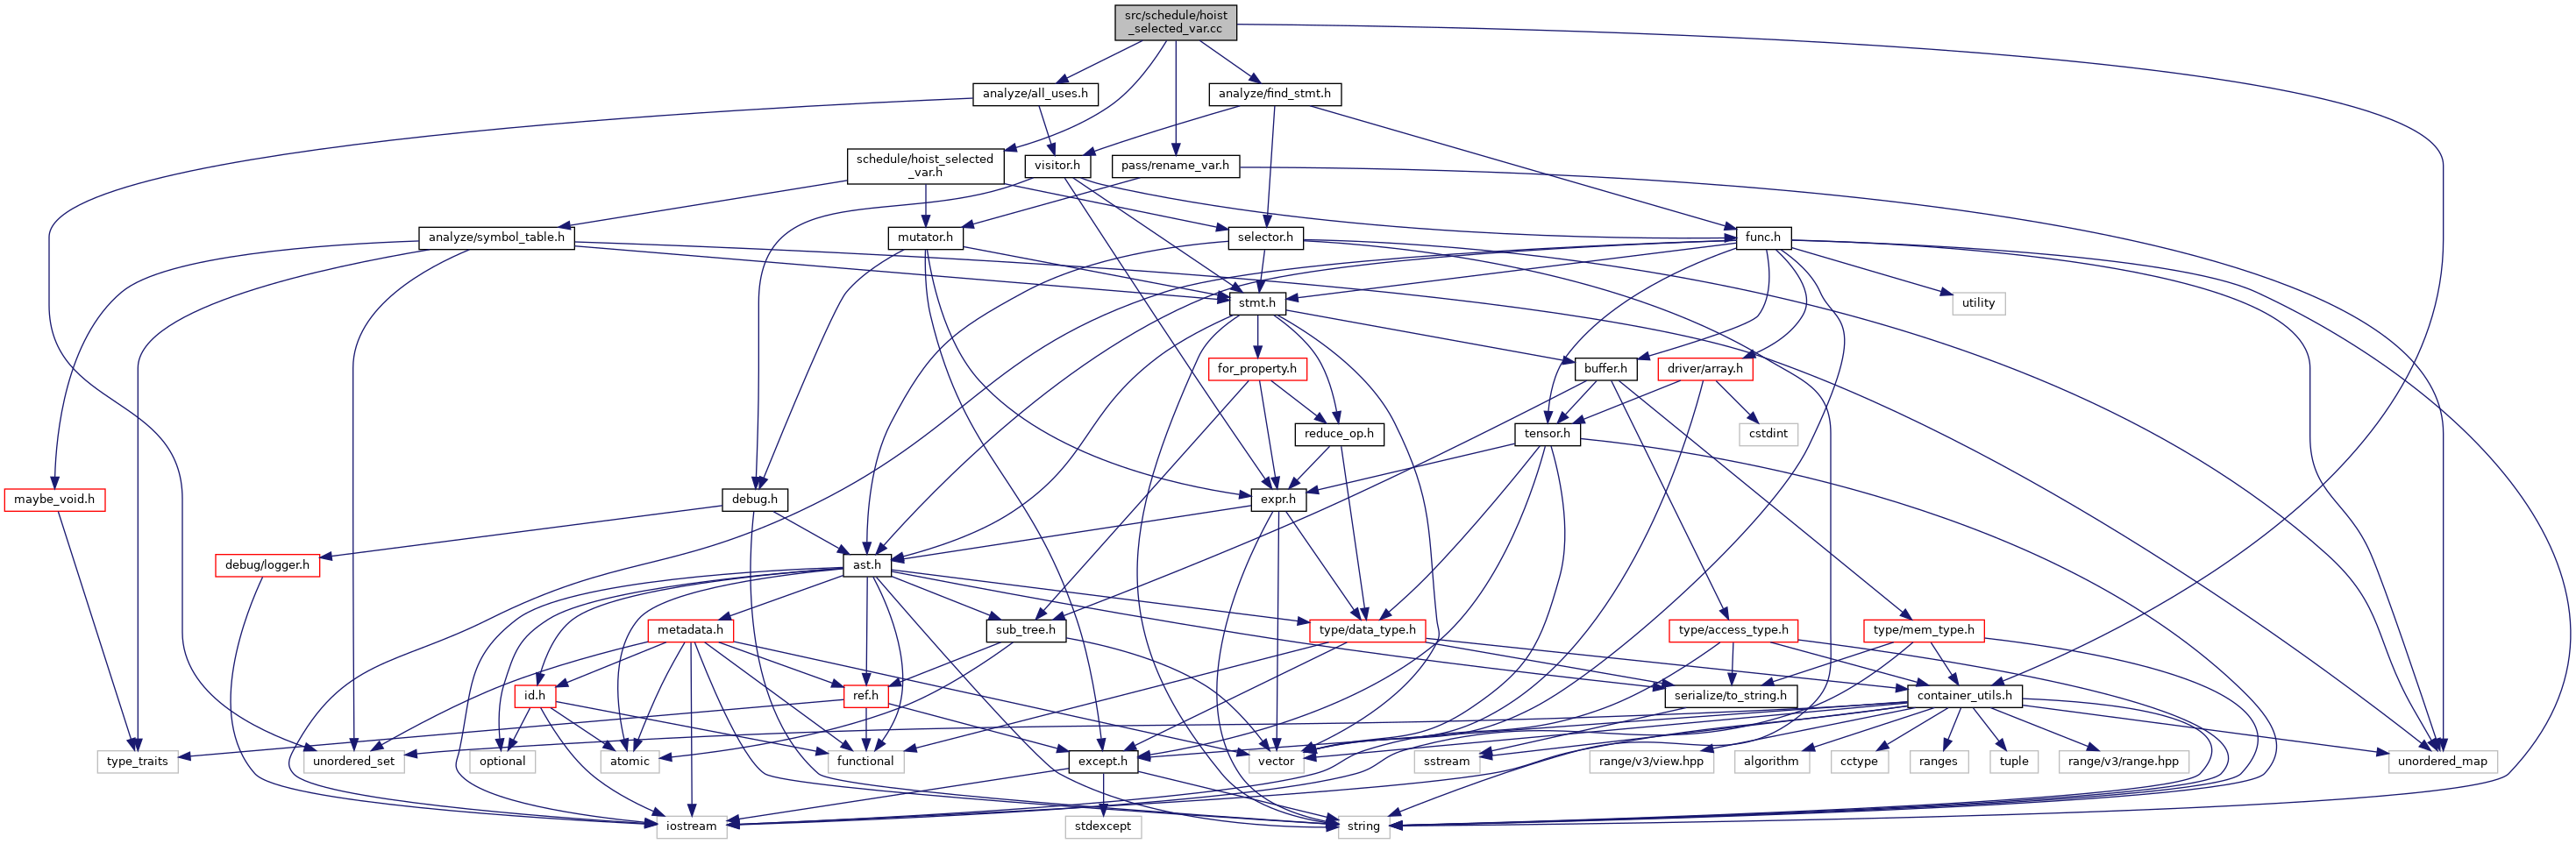 src/schedule/hoist
_selected_var.cc
analyze/all_uses.h
analyze/find_stmt.h
schedule/hoist_selected
_var.h
visitor.h
pass/rename_var.h
analyze/symbol_table.h
mutator.h
selector.h
func.h
stmt.h
utility
for_property.h
buffer.h
driver/array.h
reduce_op.h
tensor.h
cstdint
maybe_void.h
debug.h
expr.h
debug/logger.h
ast.h
metadata.h
sub_tree.h
type/data_type.h
type/access_type.h
type/mem_type.h
id.h
ref.h
serialize/to_string.h
container_utils.h
type_traits
unordered_set
optional
atomic
functional
except.h
vector
sstream
range/v3/view.hpp
algorithm
cctype
ranges
tuple
range/v3/range.hpp
unordered_map
iostream
stdexcept
string